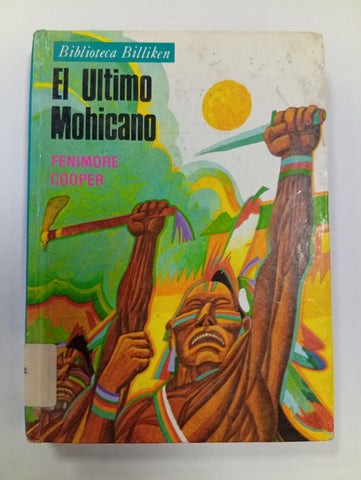 Biblioteca Billiken
El Ultimo
Mohicano
FENIMORE
COOPER